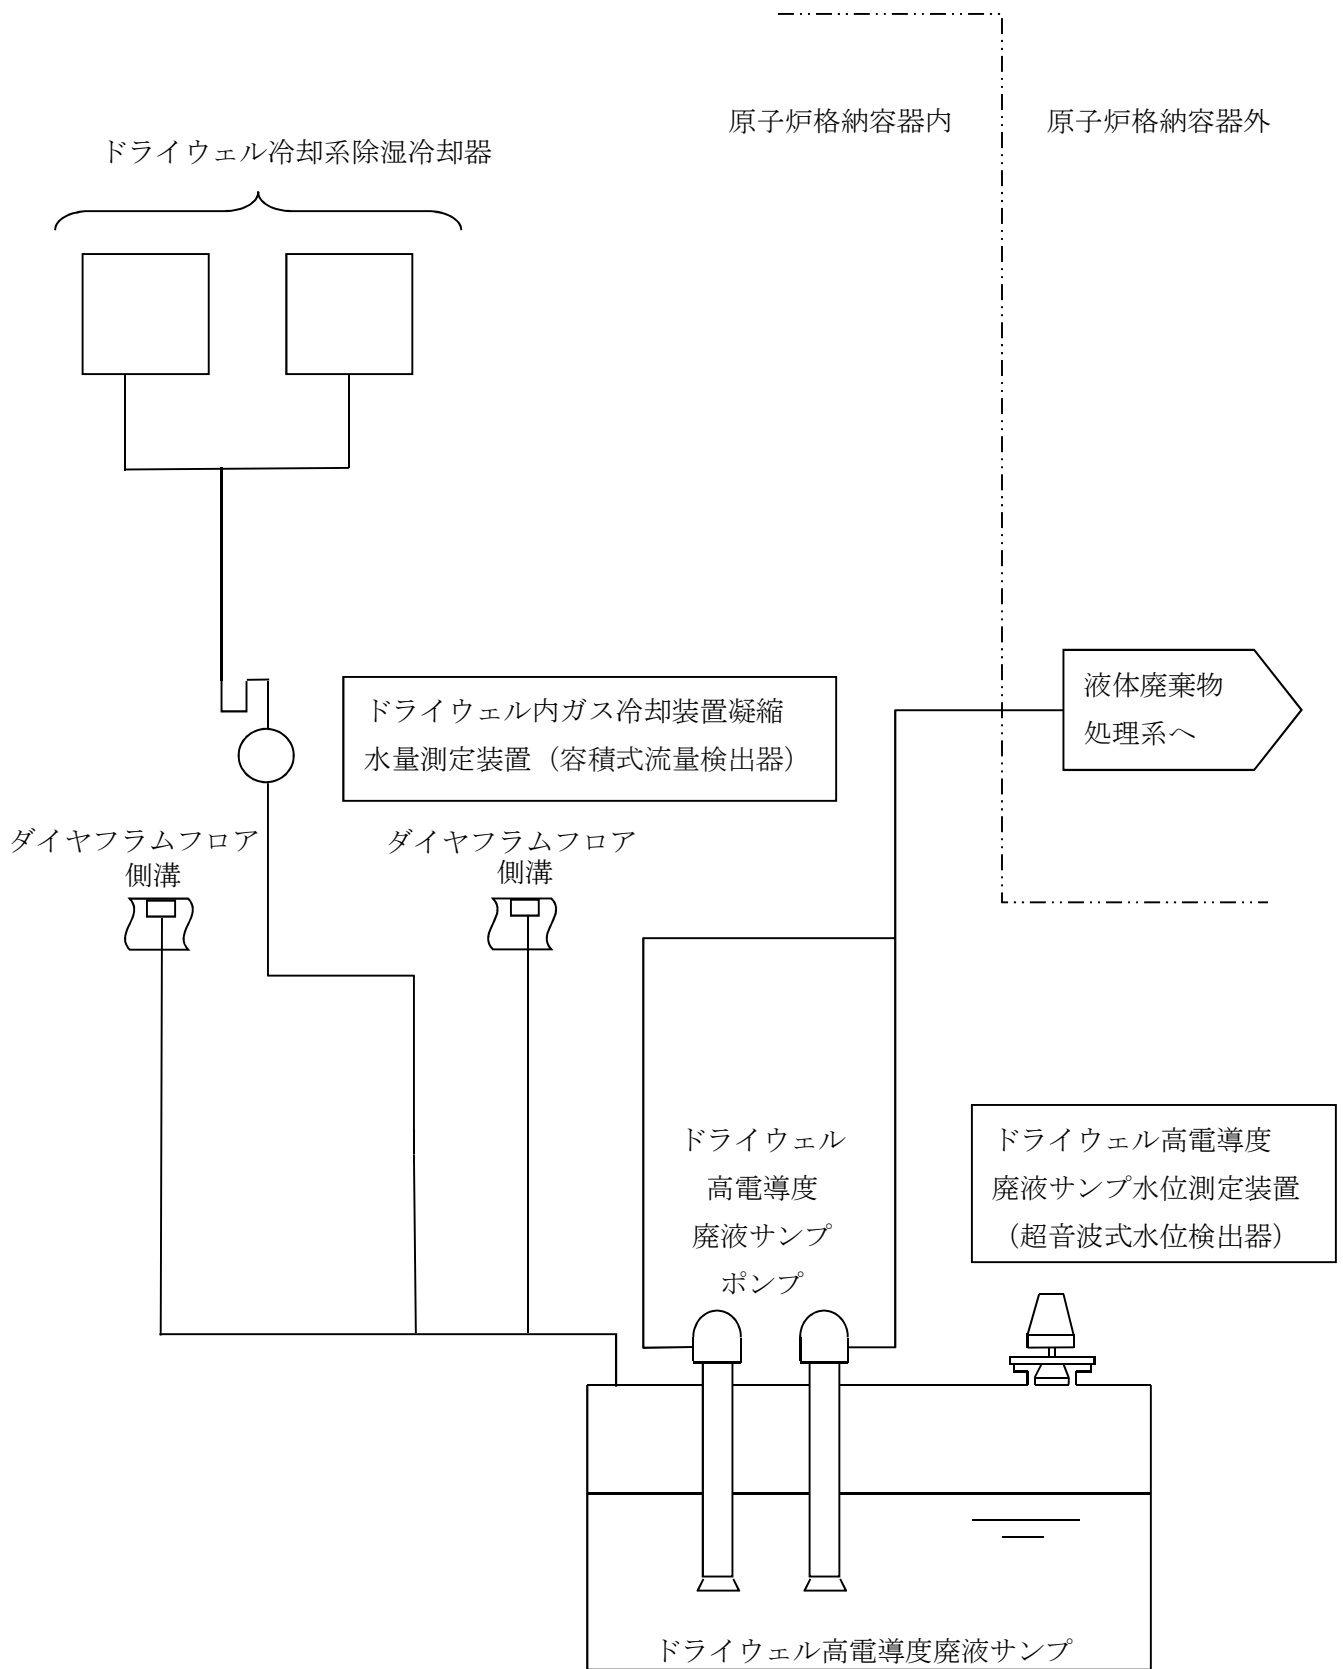 原子炉格納容器内
原子炉格納容器外
ドライウェル冷却系除湿冷却器
液体廃棄物
処理系へ
ドライウェル内ガス冷却装置凝縮
水量測定装置（容積式流量検出器）
ダイヤフラムフロア
側溝
ダイヤフラムフロア
側溝
ドライウェル
高電導度
廃液サンプ
ポンプ
ドライウェル高電導度
廃液サンプ水位測定装置
（超音波式水位検出器）
ドライウェル高電導度廃液サンプ